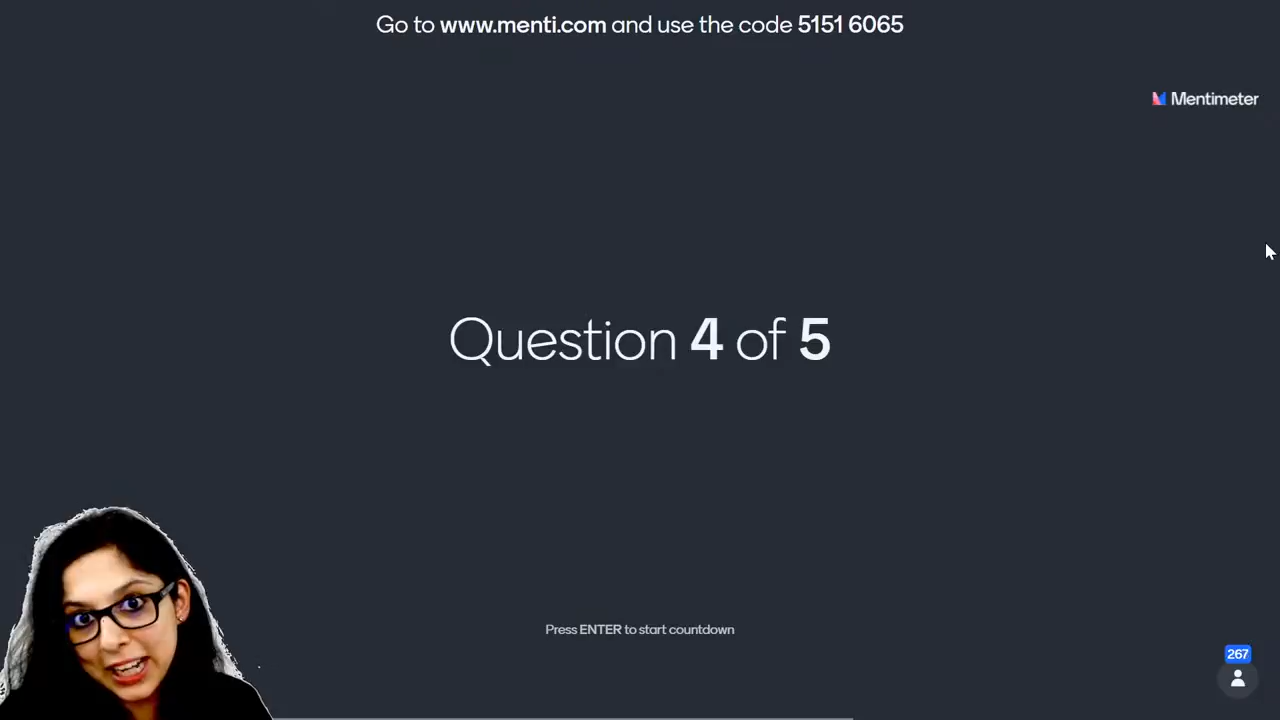 Go to www.menti.com and use the code 5151 6065
Mentimeter
Question 4 of 5
Press ENTER to start countdown
267